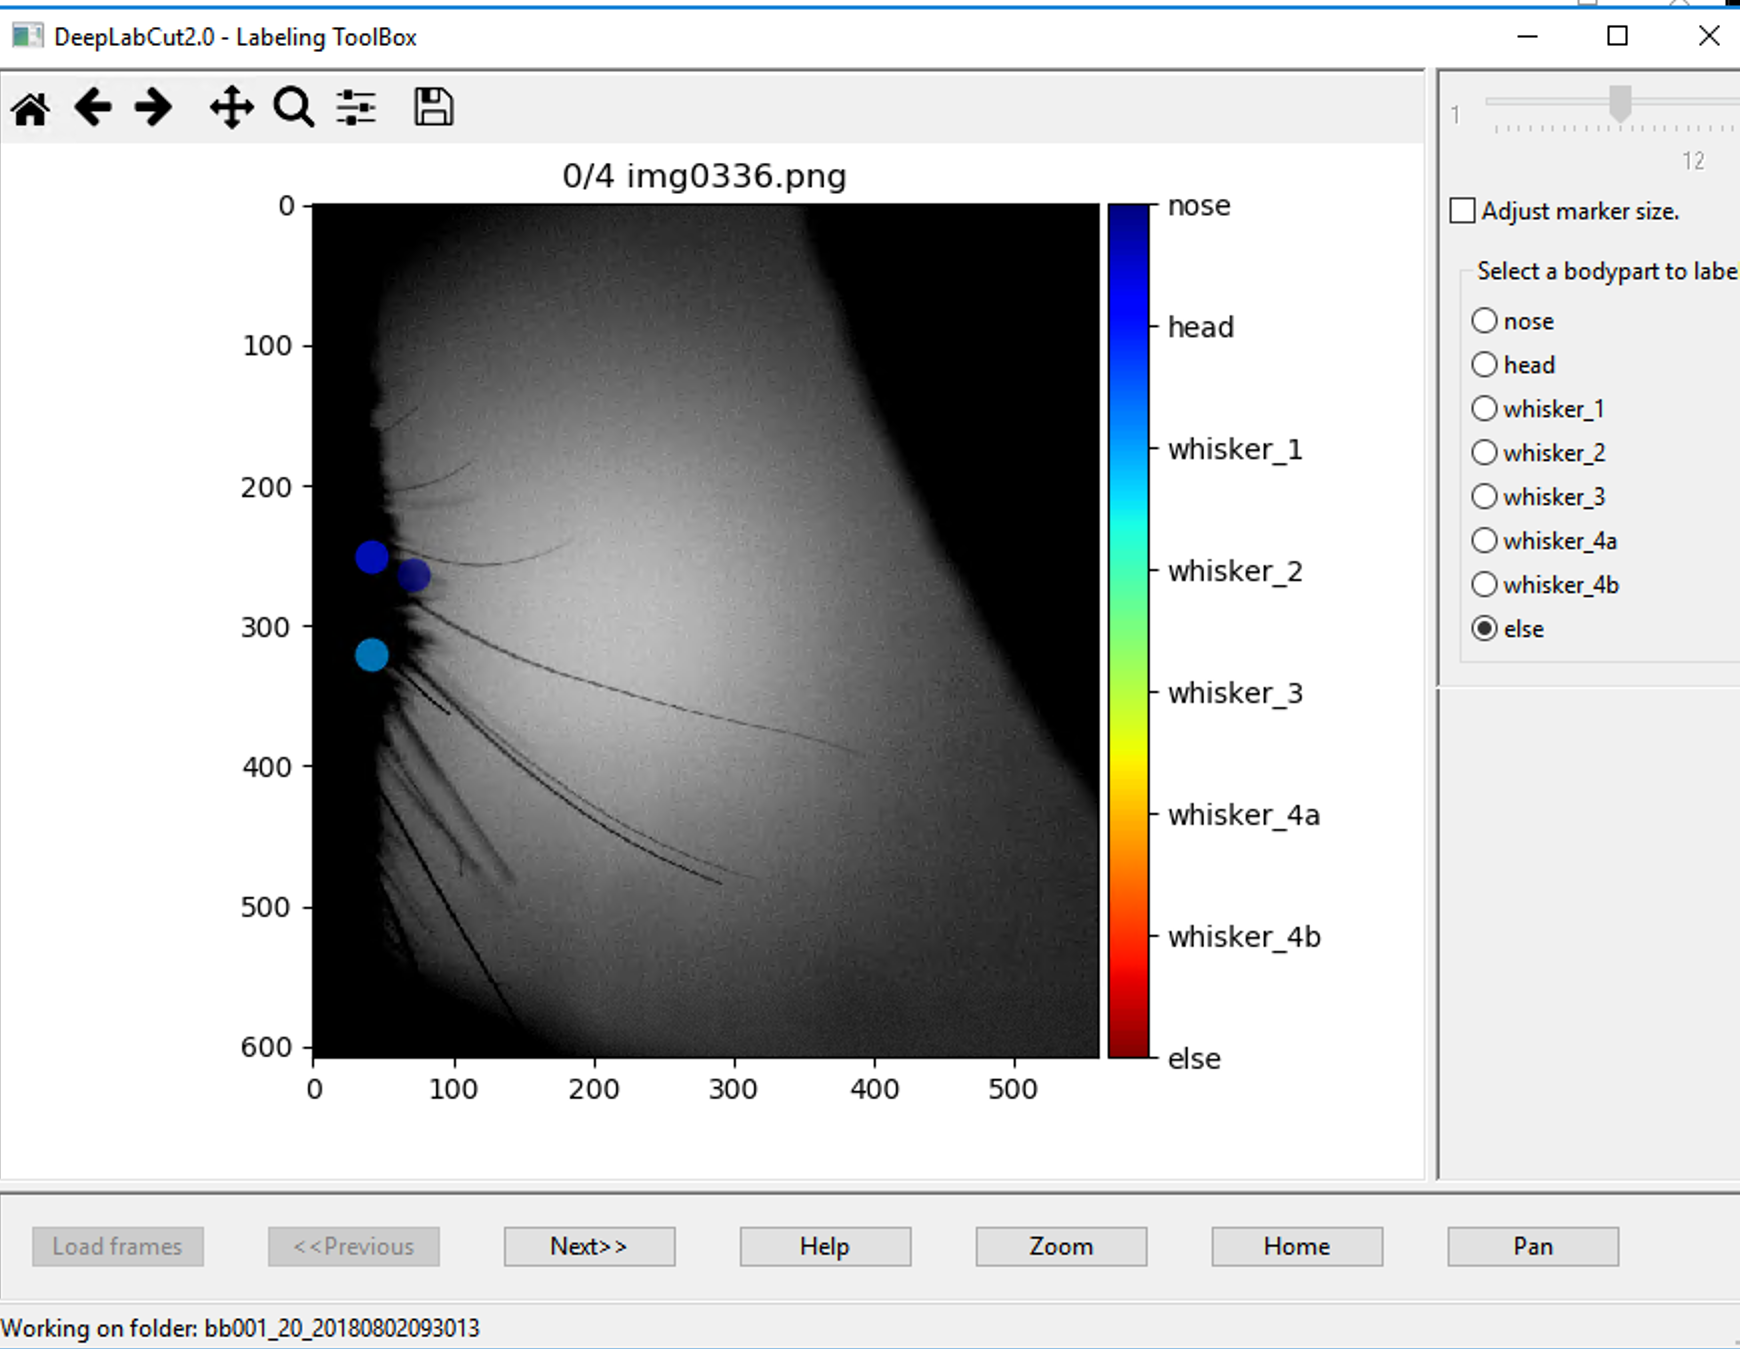 DeepLabCut2.0 - Labeling ToolBox
0/4 img0336.png
0
100
200
300
400
500
600
0 100 200 300 400 500
nose
head
whisker_1
whisker_2
whisker_3
whisker_4a
whisker_4b
else
1
12
Adjust marker size.
Select a bodypart to labe
nose
head
whisker_1
whisker_2
whisker_3
whisker_4a
whisker_4b
else
Load frames <<Previous Next>> Help Zoom Home Pan
Working on folder: bb001_20_20180802093013